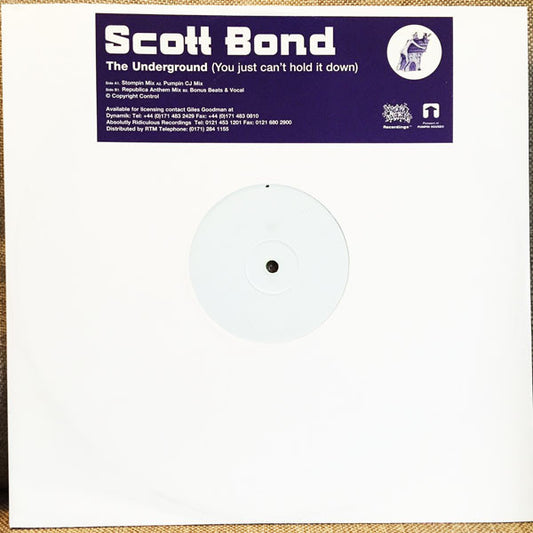 Scott Bond
The Underground (You just can't hold it down)
Side A1. Stompin Mix A2. Pumpin CJ Mix
Side B1. Republica Anthem Mix B2. Bonus Beats & Vocal
© Copyright Control
Available for licensing contact Giles Goodman at
Dynamik: Tel: +44 (0)171 483 2429 Fax: +44 (0)171 483 0810
Absolutly Ridiculous Recordings Tel: 0121 453 1201 Fax: 0121 680 2900
Distributed by RTM Telephone: (0171) 284 1155
Recordings